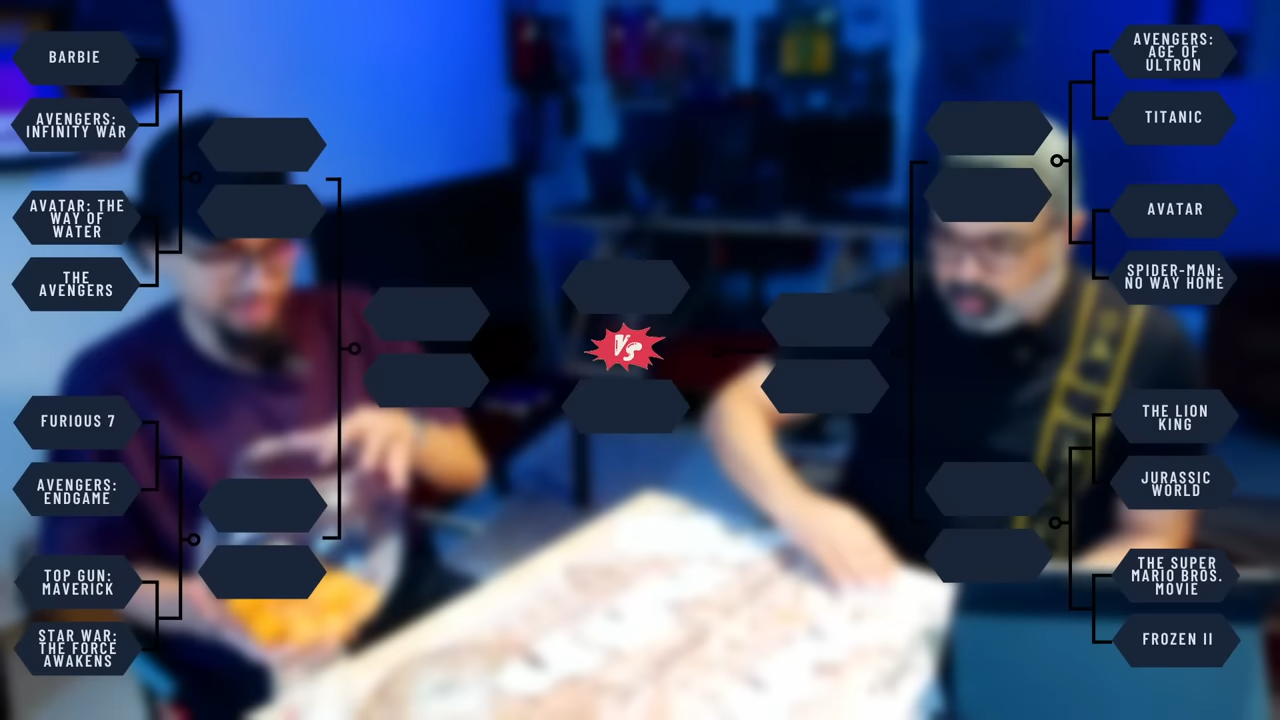 BARBIE
AVENGERS:
INFINITY WAR
AVATAR: THE
WAY OF
WATER
THE
AVENGERS
FURIOUS 7
AVENGERS:
ENDGAME
TOP GUN:
MAVERICK
STAR WAR:
THE FORCE
AWAKENS
VS
AVENGERS:
AGE OF
ULTRON
TITANIC
AVATAR
SPIDER-MAN:
NO WAY HOME
THE LION
KING
JURASSIC
WORLD
THE SUPER
MARIO BROS.
MOVIE
FROZEN II